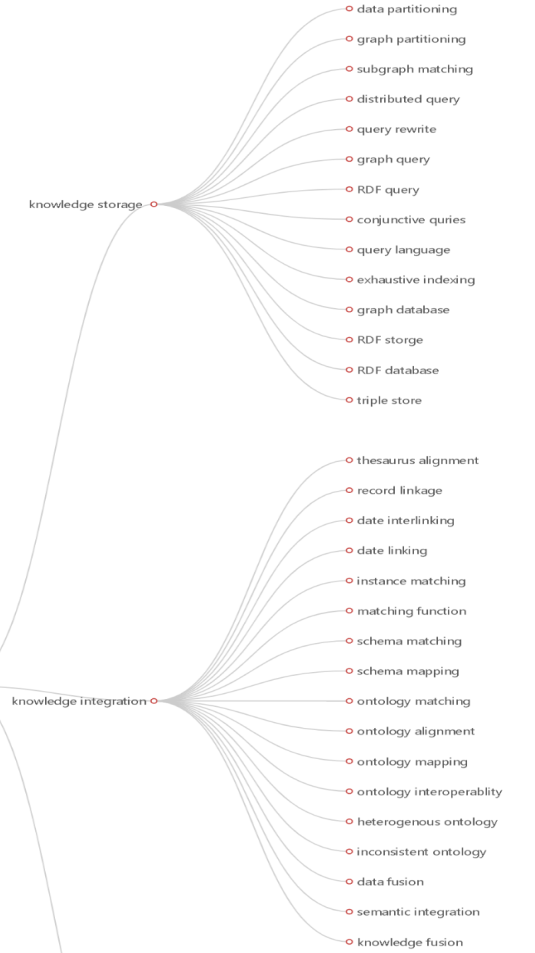 knowledge storage
data partitioning
graph partitioning
subgraph matching
distributed query
query rewrite
graph query
RDF query
conjunctive quries
query language
exhaustive indexing
graph database
RDF storge
RDF database
triple store
knowledge integration
thesaurus alignment
record linkage
date interlinking
date linking
instance matching
matching function
schema matching
schema mapping
ontology matching
ontology alignment
ontology mapping
ontology interoperablity
heterogenous ontology
inconsistent ontology
data fusion
semantic integration
knowledge fusion